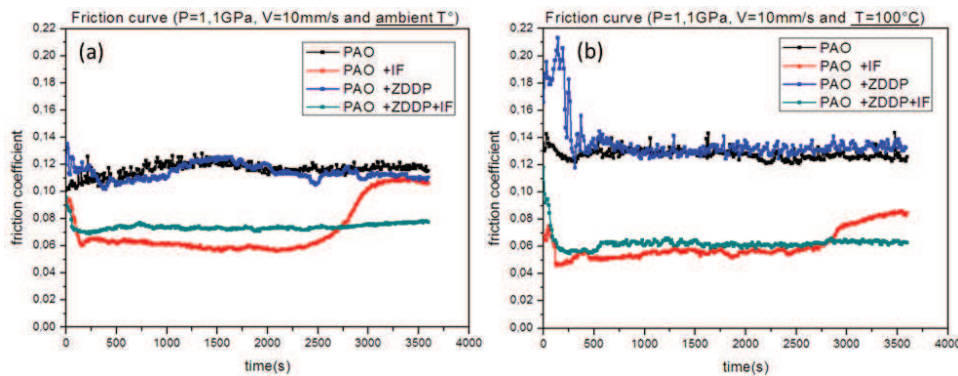 Friction curve (P=1,1GPa, V=10mm/s and ambient T°)
(a)
PAO
PAO +IF
PAO +ZDDP
PAO +ZDDP+IF
0.22
0.20
0.18
0.16
0.14
0.12
0.10
0.08
0.06
0.04
0.02
0.00
friction coefficient
0 500 1000 1500 2000 2500 3000 3500 4000
time(s)
Friction curve (P=1,1GPa, V=10mm/s and T=100°C)
(b)
PAO
PAO +IF
PAO +ZDDP
PAO +ZDDP+IF
0.22
0.20
0.18
0.16
0.14
0.12
0.10
0.08
0.06
0.04
0.02
0.00
friction coefficient
0 500 1000 1500 2000 2500 3000 3500 4000
time(s)